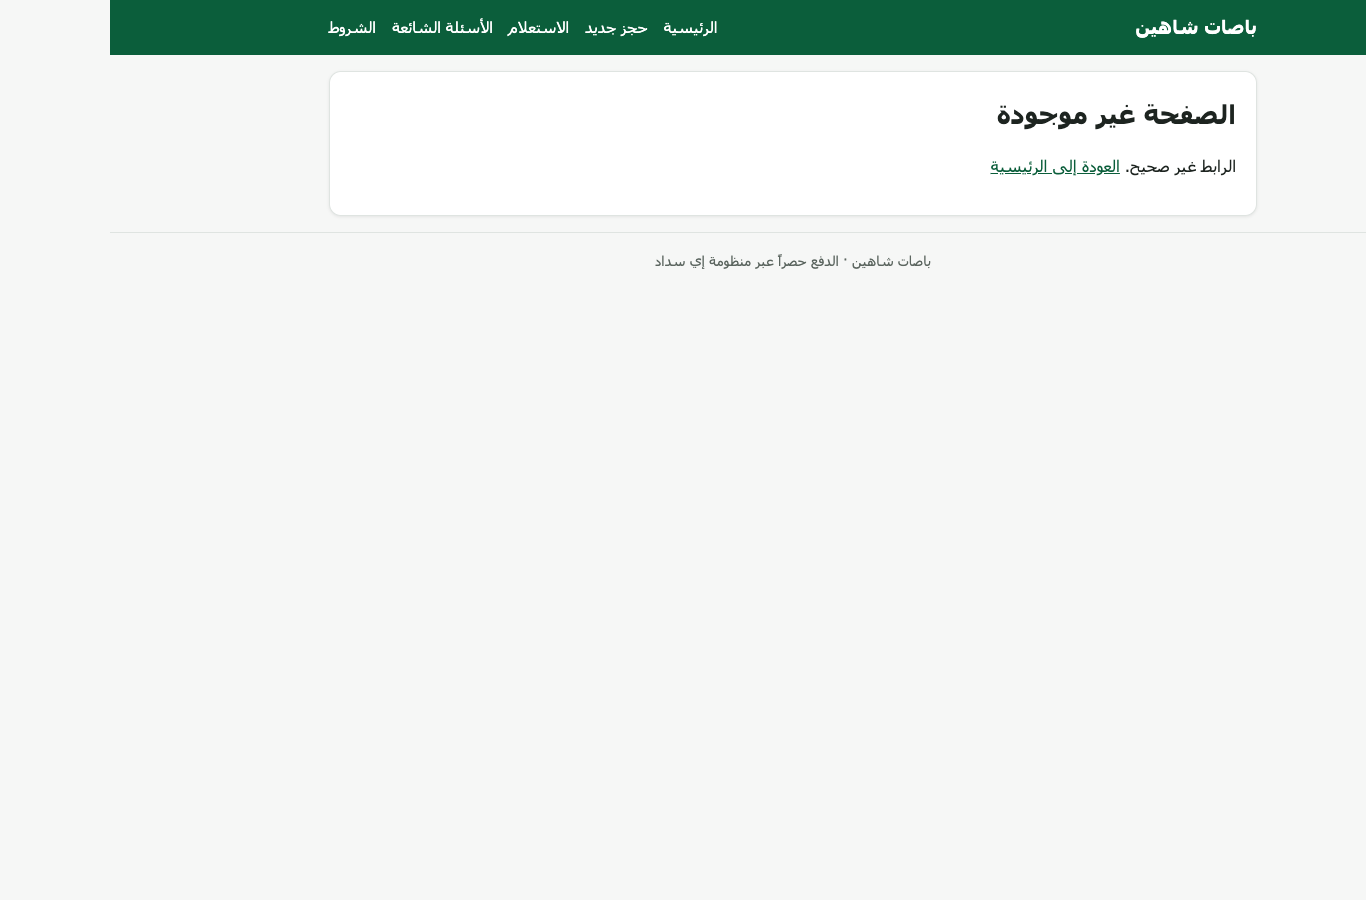 باصات شاهين
الرئيسية حجز جديد الاستعلام الأسئلة الشائعة الشروط
الصفحة غير موجودة
الرابط غير صحيح. العودة إلى الرئيسية
باصات شاهين · الدفع حصراً عبر منظومة إي سداد